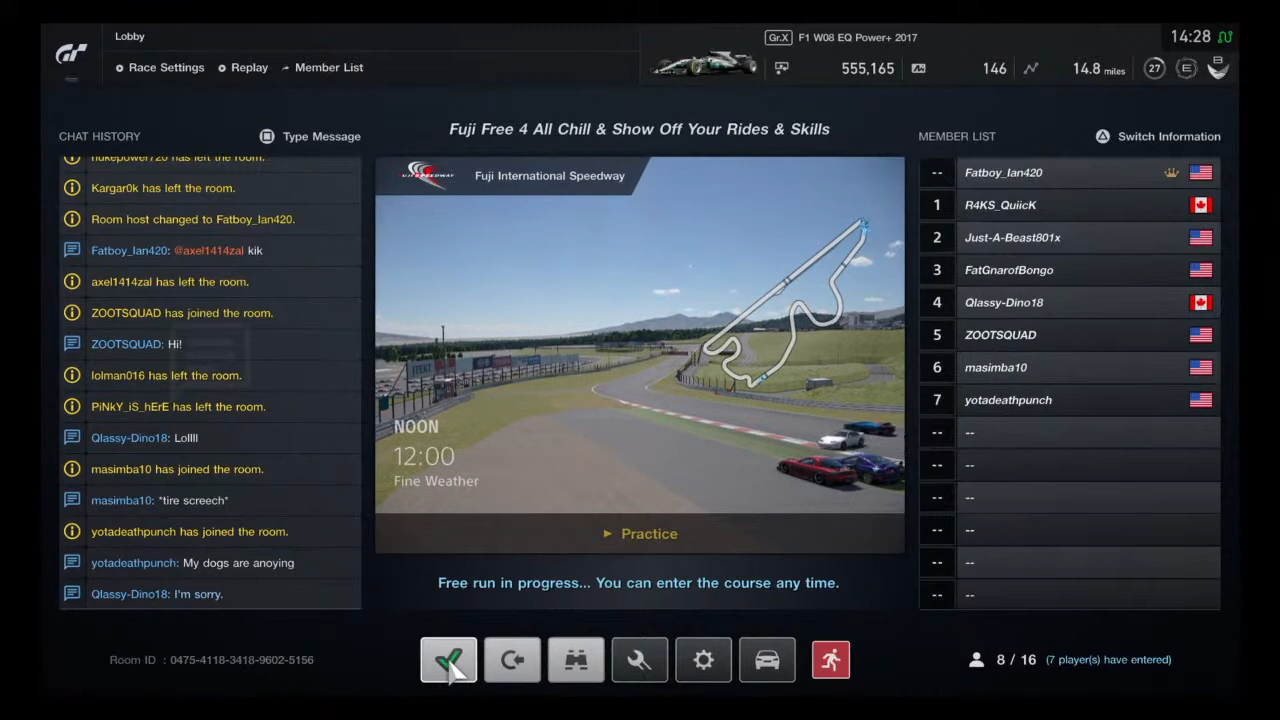 Lobby
Race Settings
Replay
Member List
Gr.X
F1 W08 EQ Power+ 2017
555,165
146
14.8 miles
27
E
B
14:28
Fuji Free 4 All Chill & Show Off Your Rides & Skills
CHAT HISTORY
Type Message
nukepower720 has left the room.
Kargar0k has left the room.
Room host changed to Fatboy_Ian420.
Fatboy_Ian420: @axel1414zal kik
axel1414zal has left the room.
ZOOTSQUAD has joined the room.
ZOOTSQUAD: Hi!
lolman016 has left the room.
PiNkY_iS_hErE has left the room.
Qlassy-Dino18: Lollll
masimba10 has joined the room.
masimba10: *tire screech*
yotadeathpunch has joined the room.
yotadeathpunch: My dogs are anoying
Qlassy-Dino18: I'm sorry.
FUJI SPEEDWAY
Fuji International Speedway
NOON
12:00
Fine Weather
Practice
Free run in progress... You can enter the course any time.
MEMBER LIST
Switch Information
-- Fatboy_Ian420
1 R4KS_QuiicK
2 Just-A-Beast801x
3 FatGnarofBongo
4 Qlassy-Dino18
5 ZOOTSQUAD
6 masimba10
7 yotadeathpunch
-- --
-- --
-- --
-- --
-- --
-- --
Room ID : 0475-4118-3418-9602-5156
8 / 16 (7 player(s) have entered)